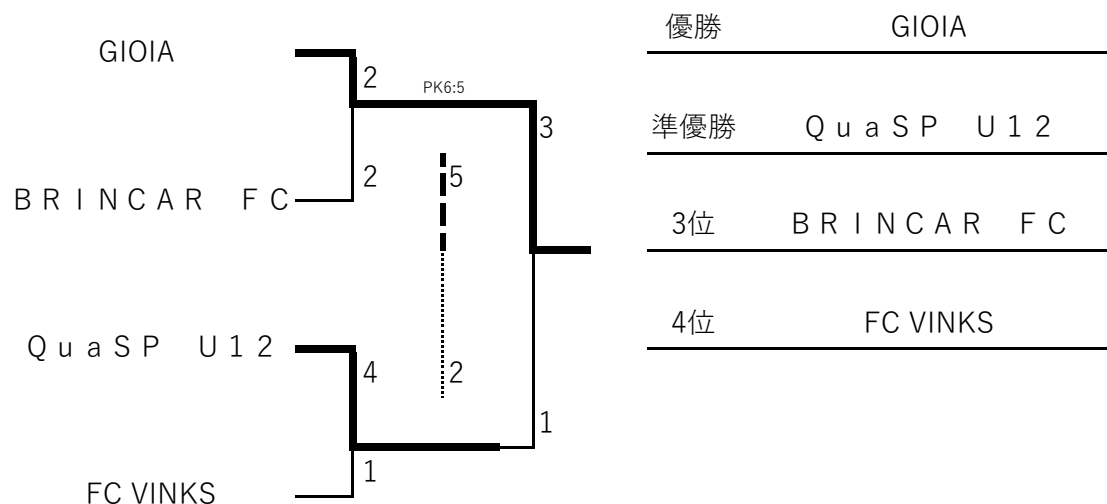 GIOIA
2
PK6:5
3
2
5
ＢＲＩＮＣＡＲ　ＦＣ
ＱｕａＳＰ　Ｕ１２
4
2
1
1
FC VINKS
優勝 GIOIA
準優勝 ＱｕａＳＰ　Ｕ１２
3位 ＢＲＩＮＣＡＲ　ＦＣ
4位 FC VINKS